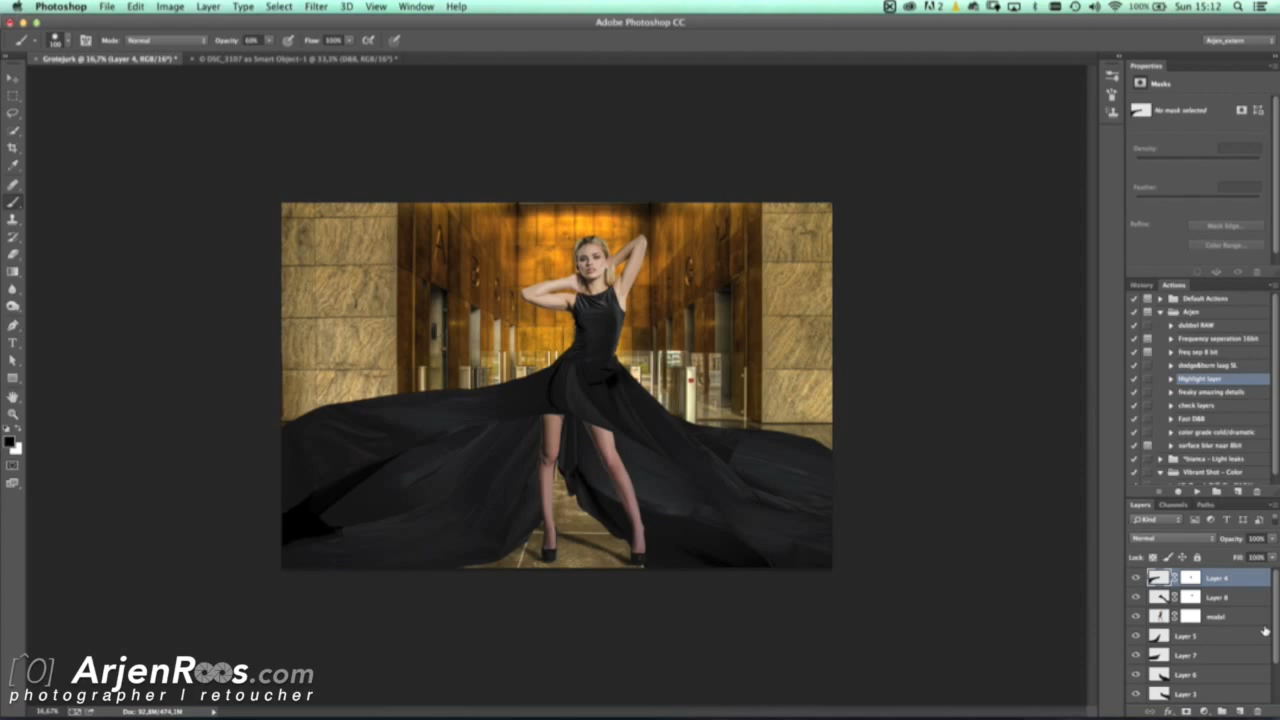 Photoshop File Edit Image Layer Type Select Filter 3D View Window Help
2 100% Sun 15:12
Adobe Photoshop CC
100 Mode: Normal Opacity: 68% Flow: 100% Arjen_extern
Grotejurk @ 16,7% (Layer 4, RGB/16*) * © DSC_3107 as Smart Object-1 @ 33,3% (D&B, RGB/16*) *
Properties
Masks
No mask selected
Density:
Feather:
Refine: Mask Edge...
Color Range...
History Actions
Default Actions
Arjen
dubbel RAW
Frequency seperation 16bit
freq sep 8 bit
dodge&burn laag SL
Highlight layer
freaky amazing details
check layers
Fast D&B
color grade cold/dramatic
surface blur naar 8bit
*bianca - Light leaks
Vibrant Shot - Color
Layers Channels Paths
Kind
Normal Opacity: 100%
Lock: Fill: 100%
Layer 4
Layer 8
model
Layer 5
Layer 7
Layer 6
Layer 3
[O] ArjenRoos.com
photographer | retoucher
16,67% Doc: 92,8M/474,1M